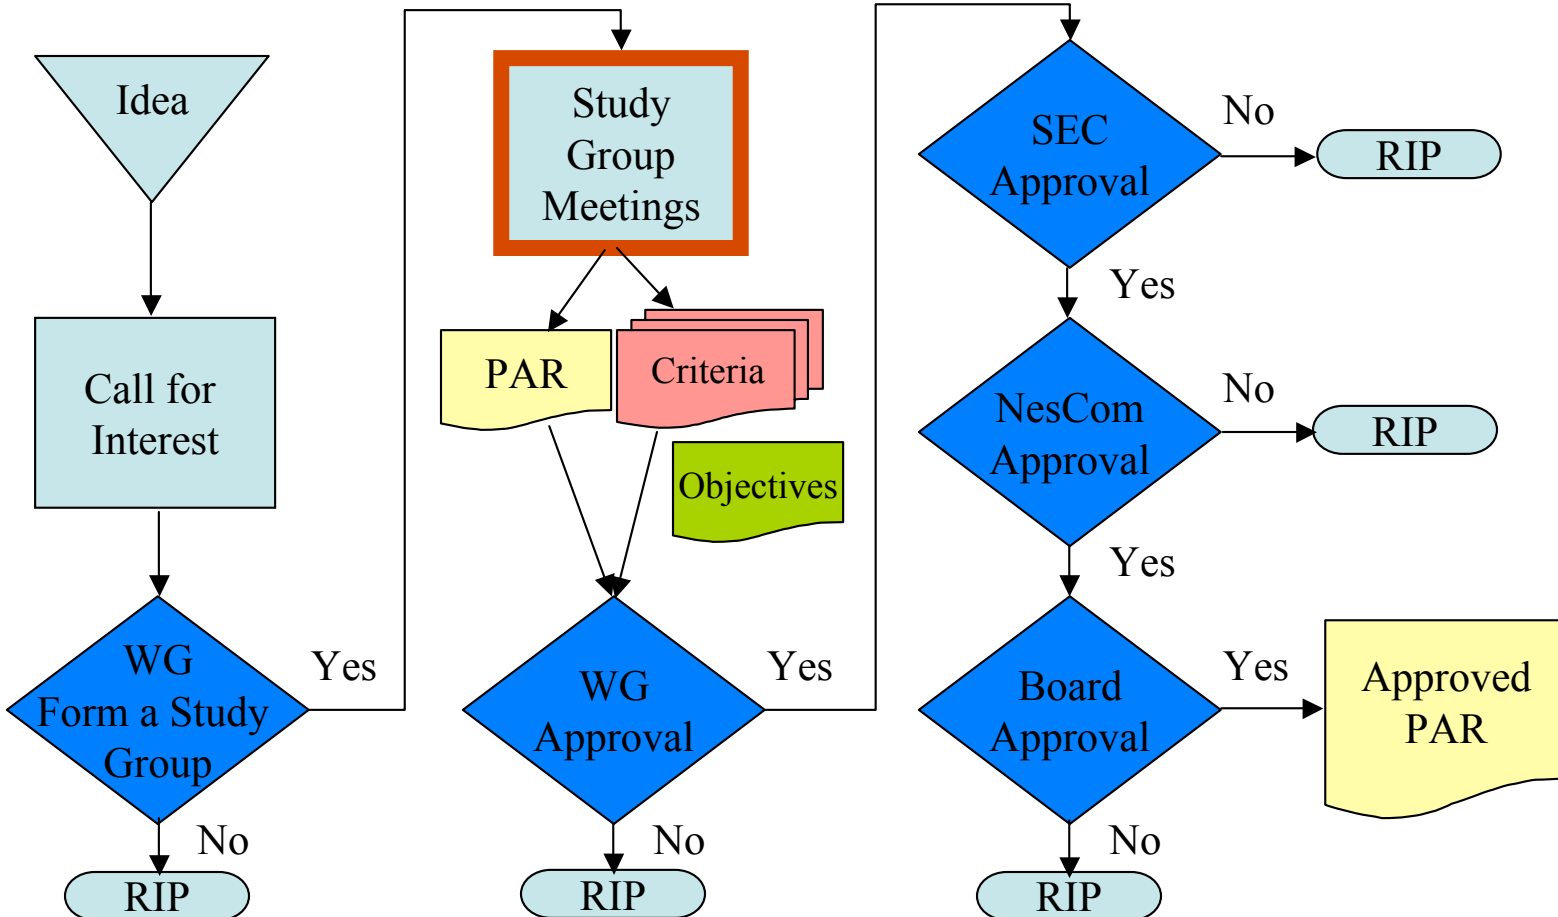 Idea
Call for
Interest
WG
Form a Study
Group
Yes
No
RIP
Study
Group
Meetings
PAR
Criteria
Objectives
WG
Approval
Yes
No
RIP
SEC
Approval
No
RIP
Yes
NesCom
Approval
No
RIP
Yes
Board
Approval
Yes
Approved
PAR
No
RIP